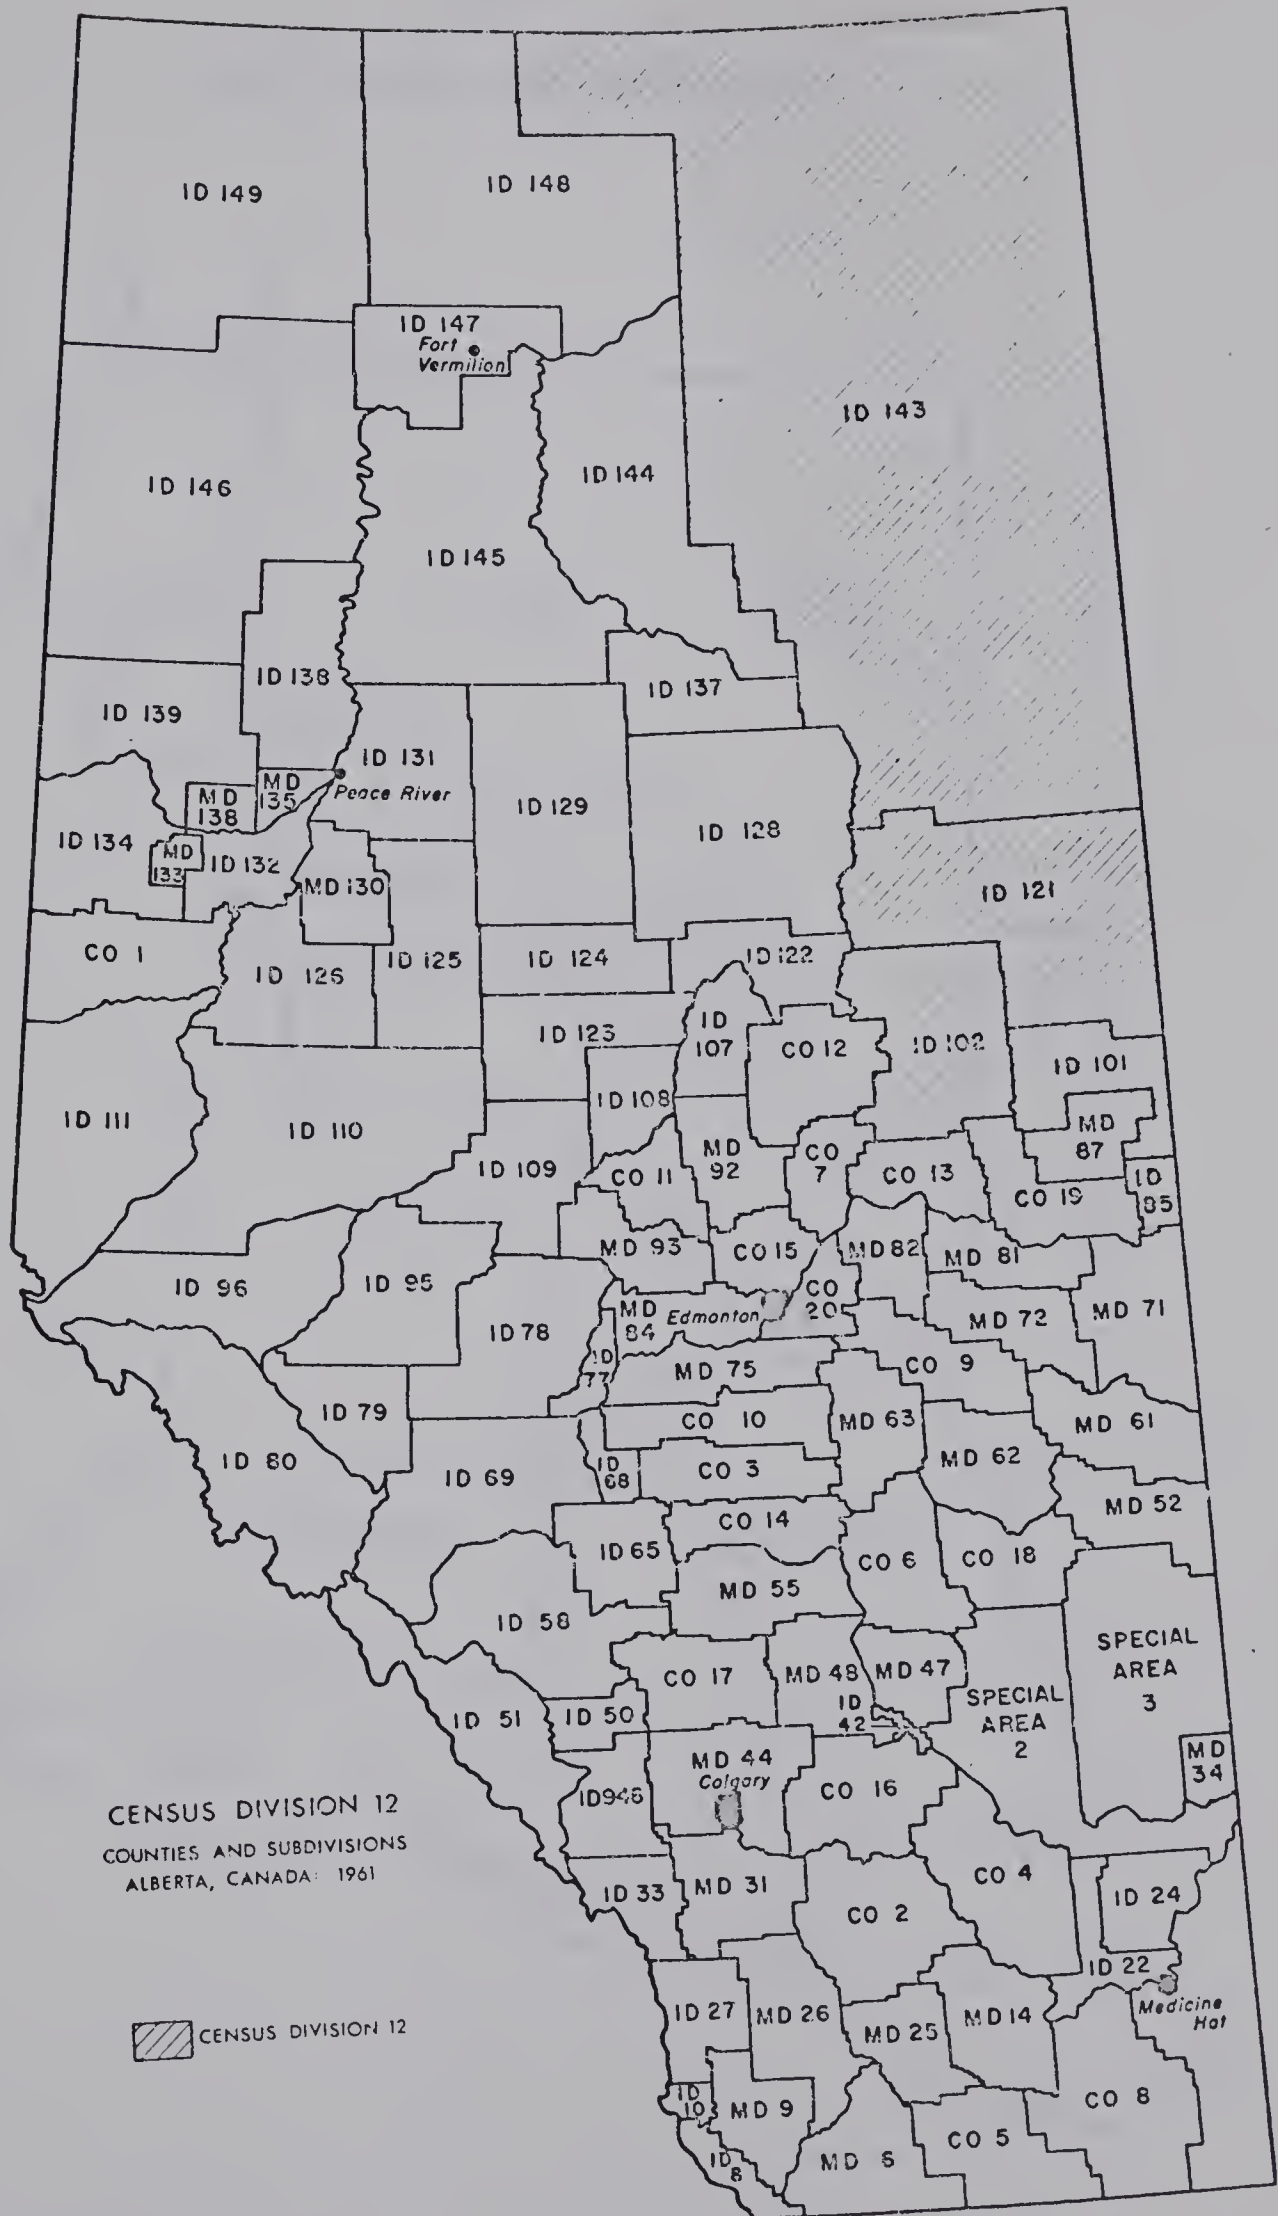 ID 149
ID 148
ID 147
Fort
Vermilion
ID 143
ID 144
ID 146
ID 145
ID 138
ID 137
ID 139
ID 131
MD
135
Peace River
MD
138
ID 129
ID 128
ID 134
MD
133
ID 132
MD 130
ID 121
CO 1
ID 126
ID 125
ID 124
ID 122
ID 123
ID
107
CO 12
ID 102
ID 101
ID 108
ID 111
ID 110
ID 109
CO 11
MD
92
CO
7
CO 13
MD
87
CO 19
ID
85
MD 93
CO 15
MD 82
MD 81
ID 96
ID 95
ID 78
MD
84
Edmonton
CO
20
MD 72
MD 71
ID
77
MD 75
CO 9
ID 79
CO 10
MD 63
MD 61
ID 80
ID 69
ID
68
CO 3
MD 62
MD 52
CO 14
ID 65
CO 6
CO 18
MD 55
ID 58
SPECIAL
AREA
3
CO 17
MD 48
MD 47
ID
42
SPECIAL
AREA
2
ID 51
ID 50
MD 44
Calgary
MD
34
ID946
CO 16
CENSUS DIVISION 12
COUNTIES AND SUBDIVISIONS
ALBERTA, CANADA: 1961
ID 33
MD 31
CO 4
ID 24
CO 2
ID 22
Medicine
Hat
ID 27
MD 26
MD 25
MD 14
CENSUS DIVISION 12
ID
10
MD 9
CO 8
CO 5
ID
8
MD 6